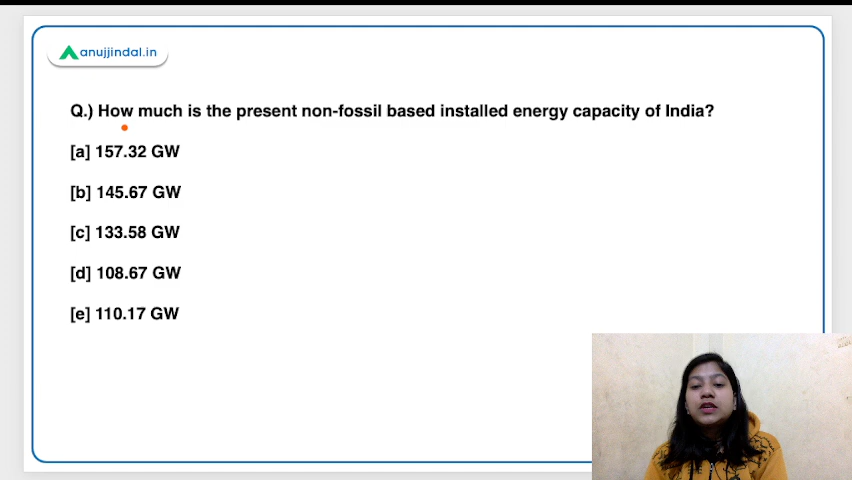 anujjindal.in
Q.) How much is the present non-fossil based installed energy capacity of India?
[a] 157.32 GW
[b] 145.67 GW
[c] 133.58 GW
[d] 108.67 GW
[e] 110.17 GW